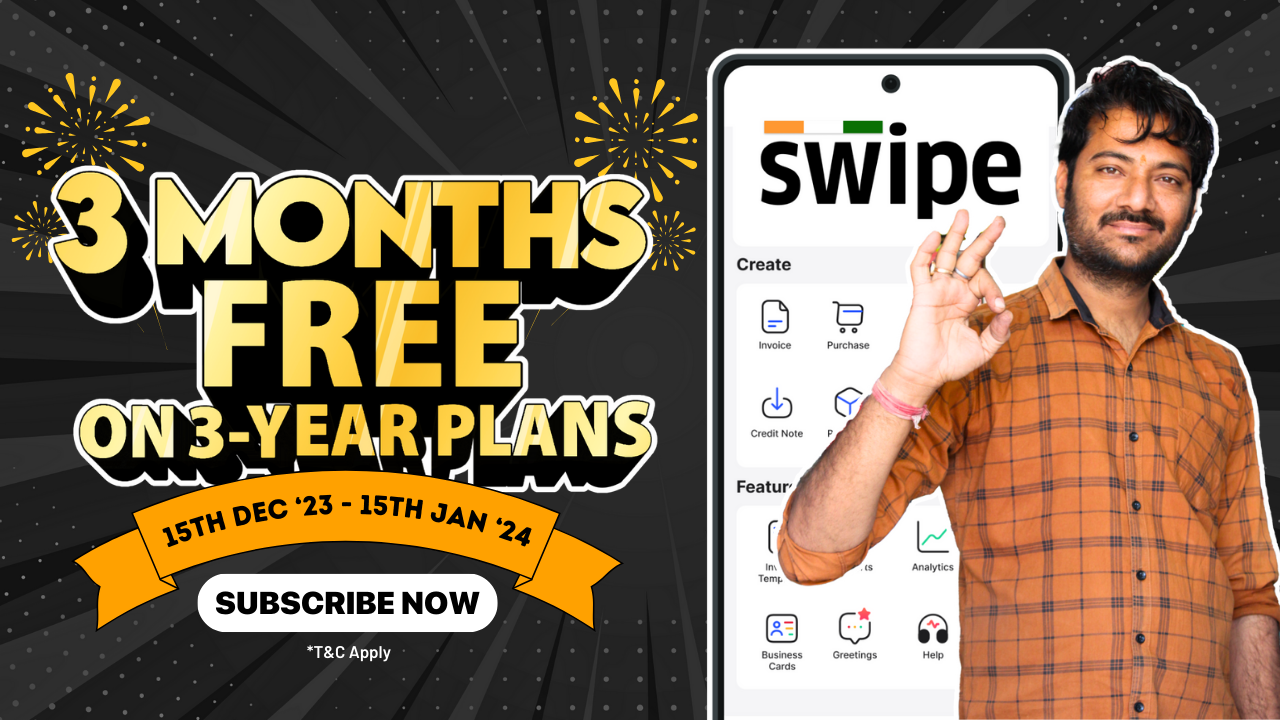 3 MONTHS
FREE
ON 3-YEAR PLANS
15TH DEC ‘23 - 15TH JAN ‘24
SUBSCRIBE NOW
*T&C Apply
swipe
Create
Invoice
Purchase
Credit Note
Analytics
Business
Cards
Greetings
Help